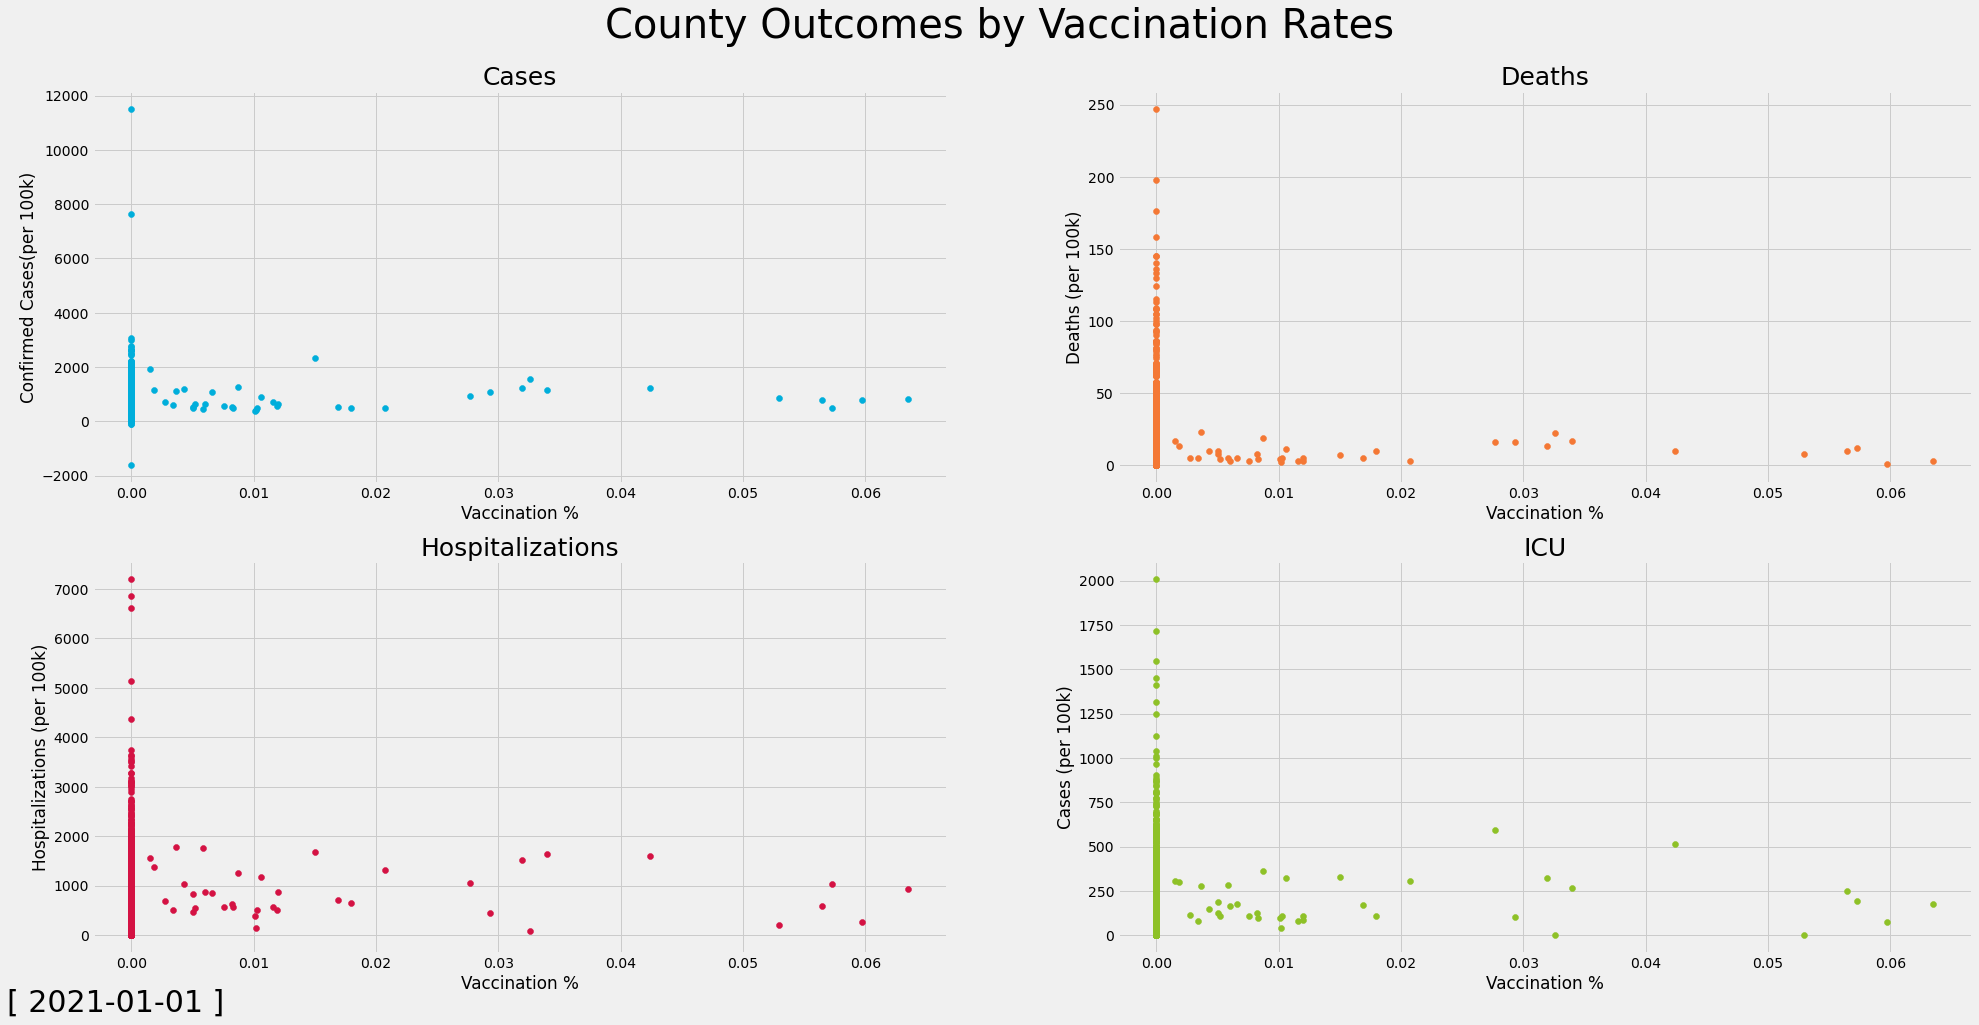 County Outcomes by Vaccination Rates
Cases
Confirmed Cases(per 100k)
12000
10000
8000
6000
4000
2000
0
−2000
0.00 0.01 0.02 0.03 0.04 0.05 0.06
Vaccination %
Deaths
Deaths (per 100k)
250
200
150
100
50
0
0.00 0.01 0.02 0.03 0.04 0.05 0.06
Vaccination %
Hospitalizations
Hospitalizations (per 100k)
7000
6000
5000
4000
3000
2000
1000
0
0.00 0.01 0.02 0.03 0.04 0.05 0.06
Vaccination %
ICU
Cases (per 100k)
2000
1750
1500
1250
1000
750
500
250
0
0.00 0.01 0.02 0.03 0.04 0.05 0.06
Vaccination %
[ 2021-01-01 ]